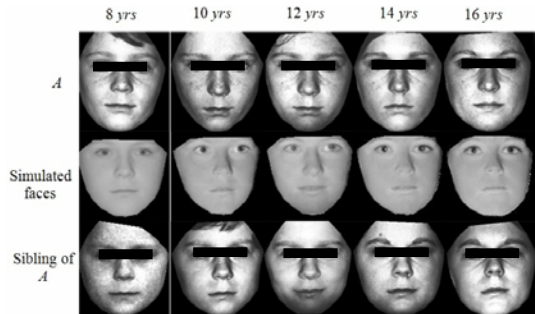 8 yrs 10 yrs 12 yrs 14 yrs 16 yrs
A
Simulated
faces
Sibling of
A